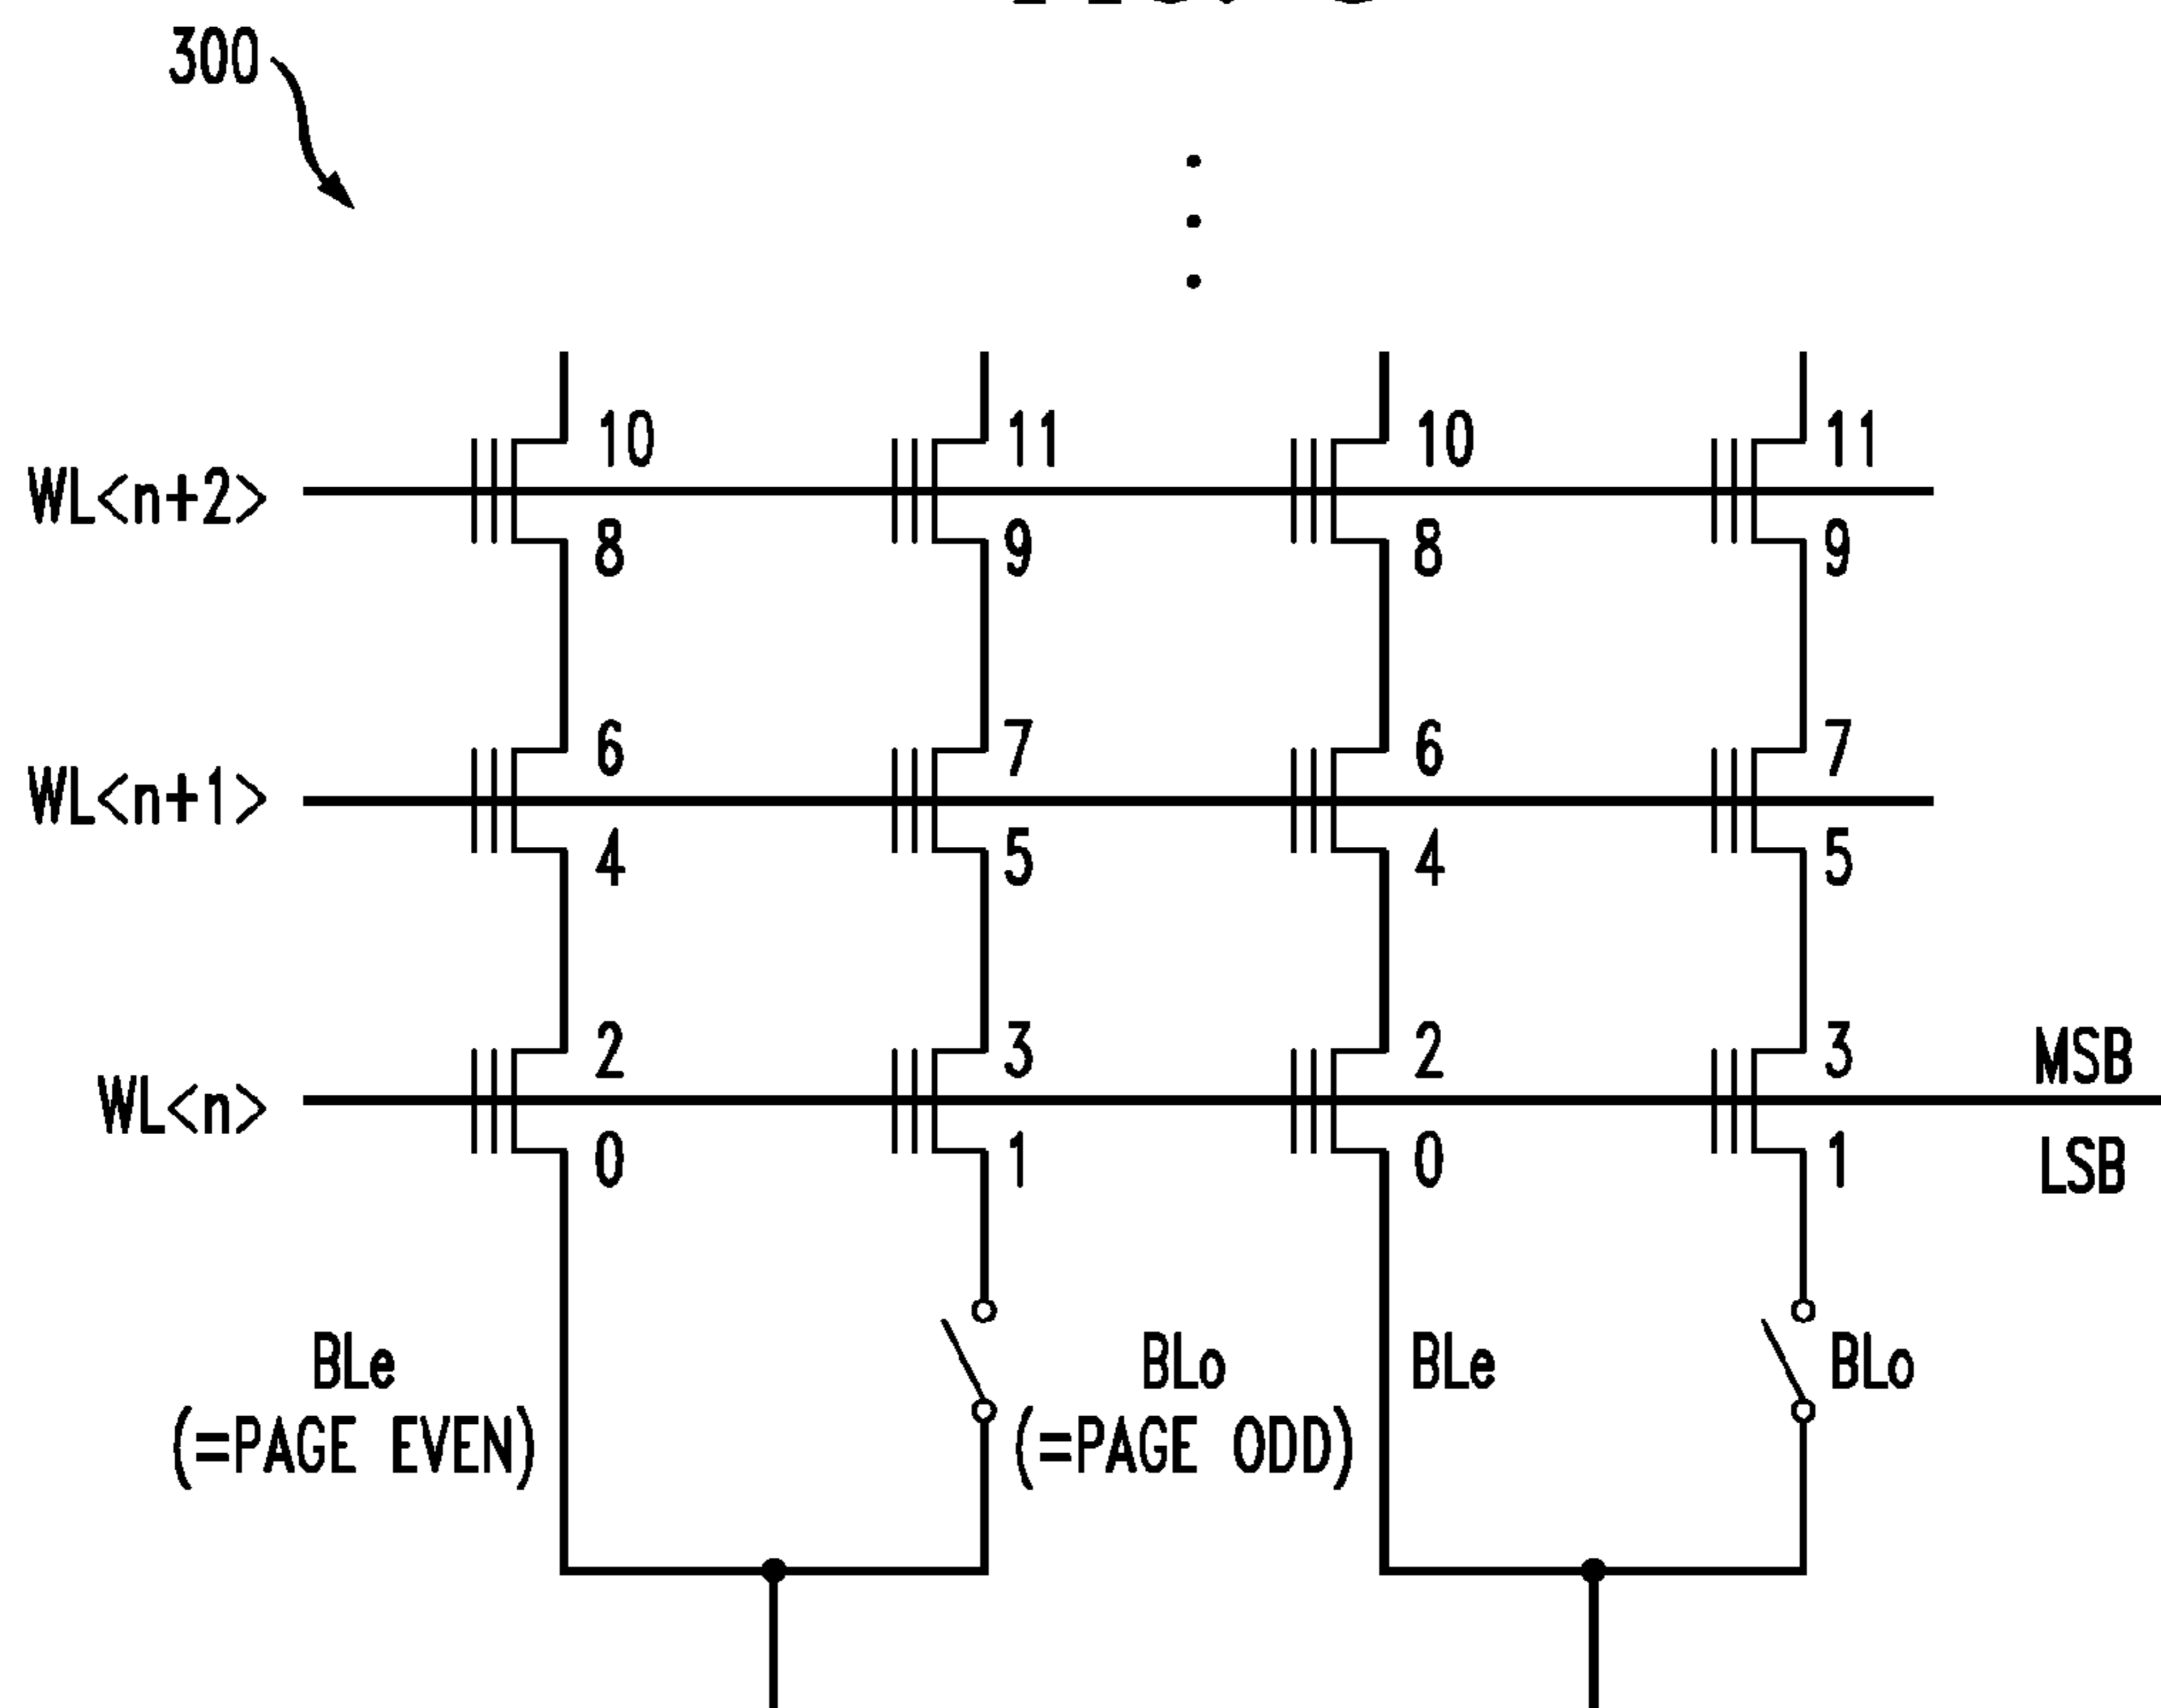 300
10 11 10 11
WL<n+2>
8 9 8 9
6 7 6 7
WL<n+1>
4 5 4 5
2 3 2 3 MSB
WL<n>
0 1 0 1 LSB
BLe BLo BLe BLo
(=PAGE EVEN) (=PAGE ODD)